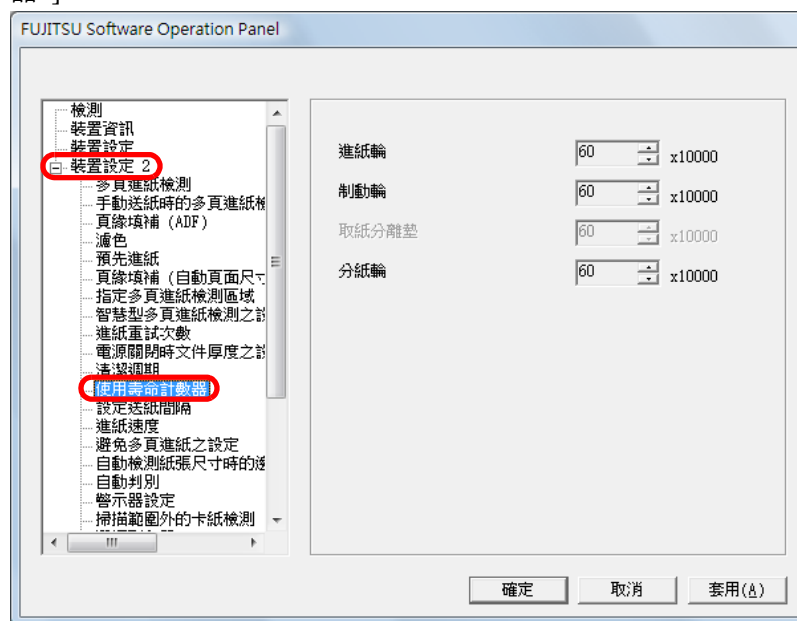 器 ]
FUJITSU Software Operation Panel
檢測
裝置資訊
裝置設定
裝置設定 2
多頁進紙檢測
手動送紙時的多頁進紙檢
頁緣填補 (ADF)
濾色
預先進紙
頁緣填補 (自動頁面尺寸
指定多頁進紙檢測區域
智慧型多頁進紙檢測之設
進紙重試次數
電源關閉時文件厚度之設
清潔週期
使用壽命計數器
設定送紙間隔
進紙速度
避免多頁進紙之設定
自動檢測紙張尺寸時的邊
自動判別
警示器設定
掃描範圍外的卡紙檢測
進紙輪 60 x10000
制動輪 60 x10000
取紙分離墊 60 x10000
分紙輪 60 x10000
確定 取消 套用(A)